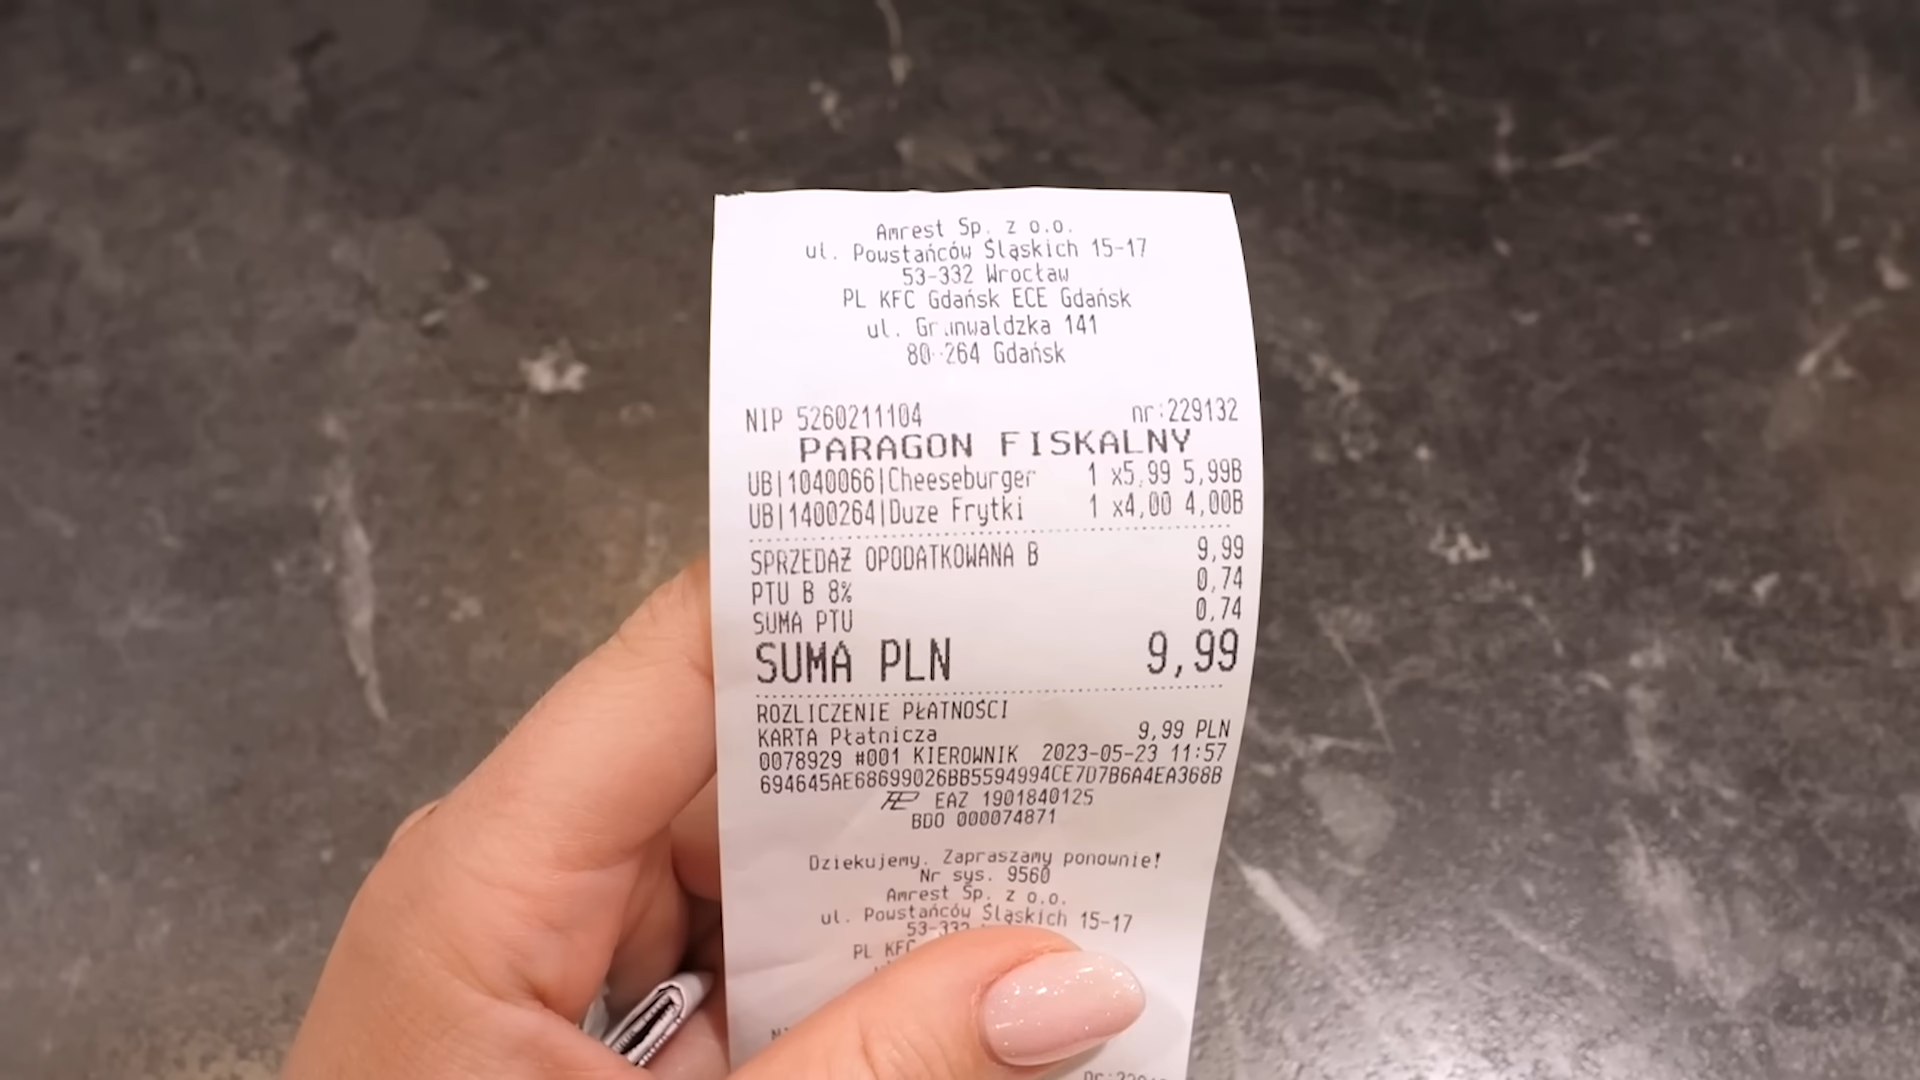 Amrest Sp. z o.o.
ul. Powstańców Śląskich 15-17
53-332 Wrocław
PL KFC Gdańsk ECE Gdańsk
ul. Grunwaldzka 141
80-264 Gdańsk
NIP 5260211104 nr:229132
PARAGON FISKALNY
UB|1040066|Cheeseburger 1 x5,99 5,99B
UB|1400264|Duze Frytki 1 x4,00 4,00B
SPRZEDAŻ OPODATKOWANA B 9,99
PTU B 8% 0,74
SUMA PTU 0,74
SUMA PLN 9,99
ROZLICZENIE PŁATNOŚCI
KARTA Płatnicza 9,99 PLN
0078929 #001 KIEROWNIK 2023-05-23 11:57
694645AE68699026BB5594994CE7D7B6A4EA368B
EAZ 1901840125
BDO 000074871
Dziekujemy. Zapraszamy ponownie!
Nr sys. 9560
Amrest Sp. z o.o.
ul. Powstańców Śląskich 15-17
53-332
PL KFC